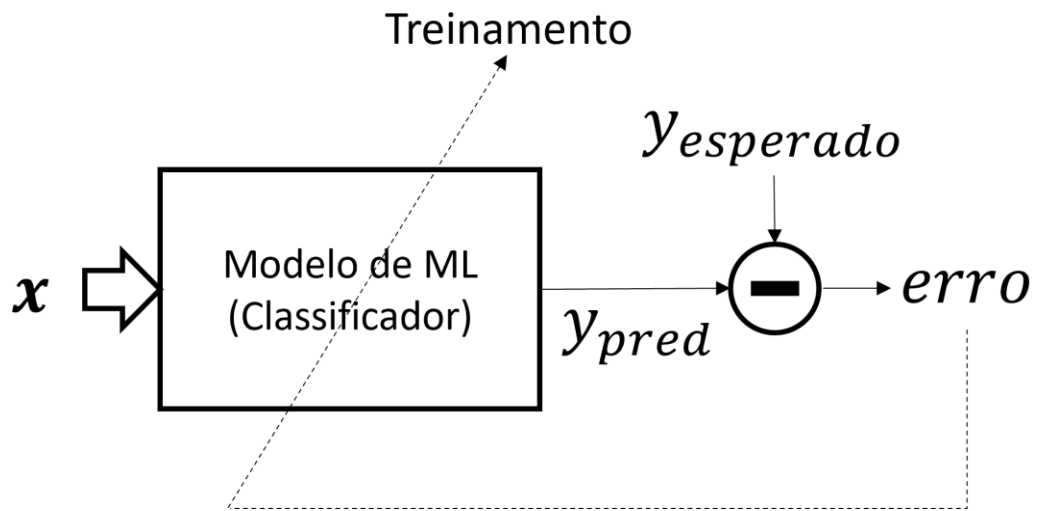 Treinamento
y_esperado
x
Modelo de ML
(Classificador)
y_pred
erro